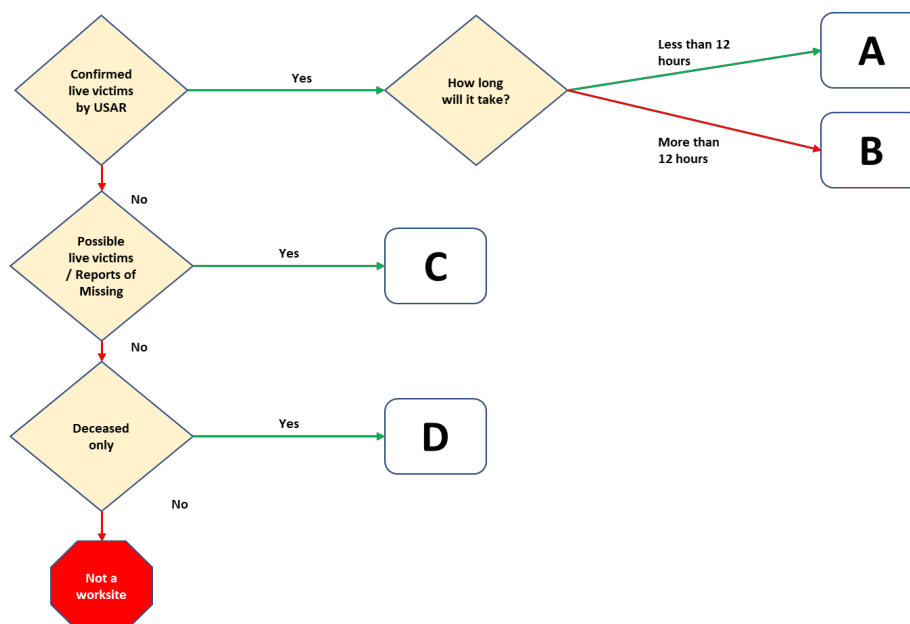 Confirmed
live victims
by USAR
Yes
How long
will it take?
Less than 12
hours
A
More than
12 hours
B
No
Possible
live victims
/ Reports of
Missing
Yes
C
No
Deceased
only
Yes
D
No
Not a
worksite